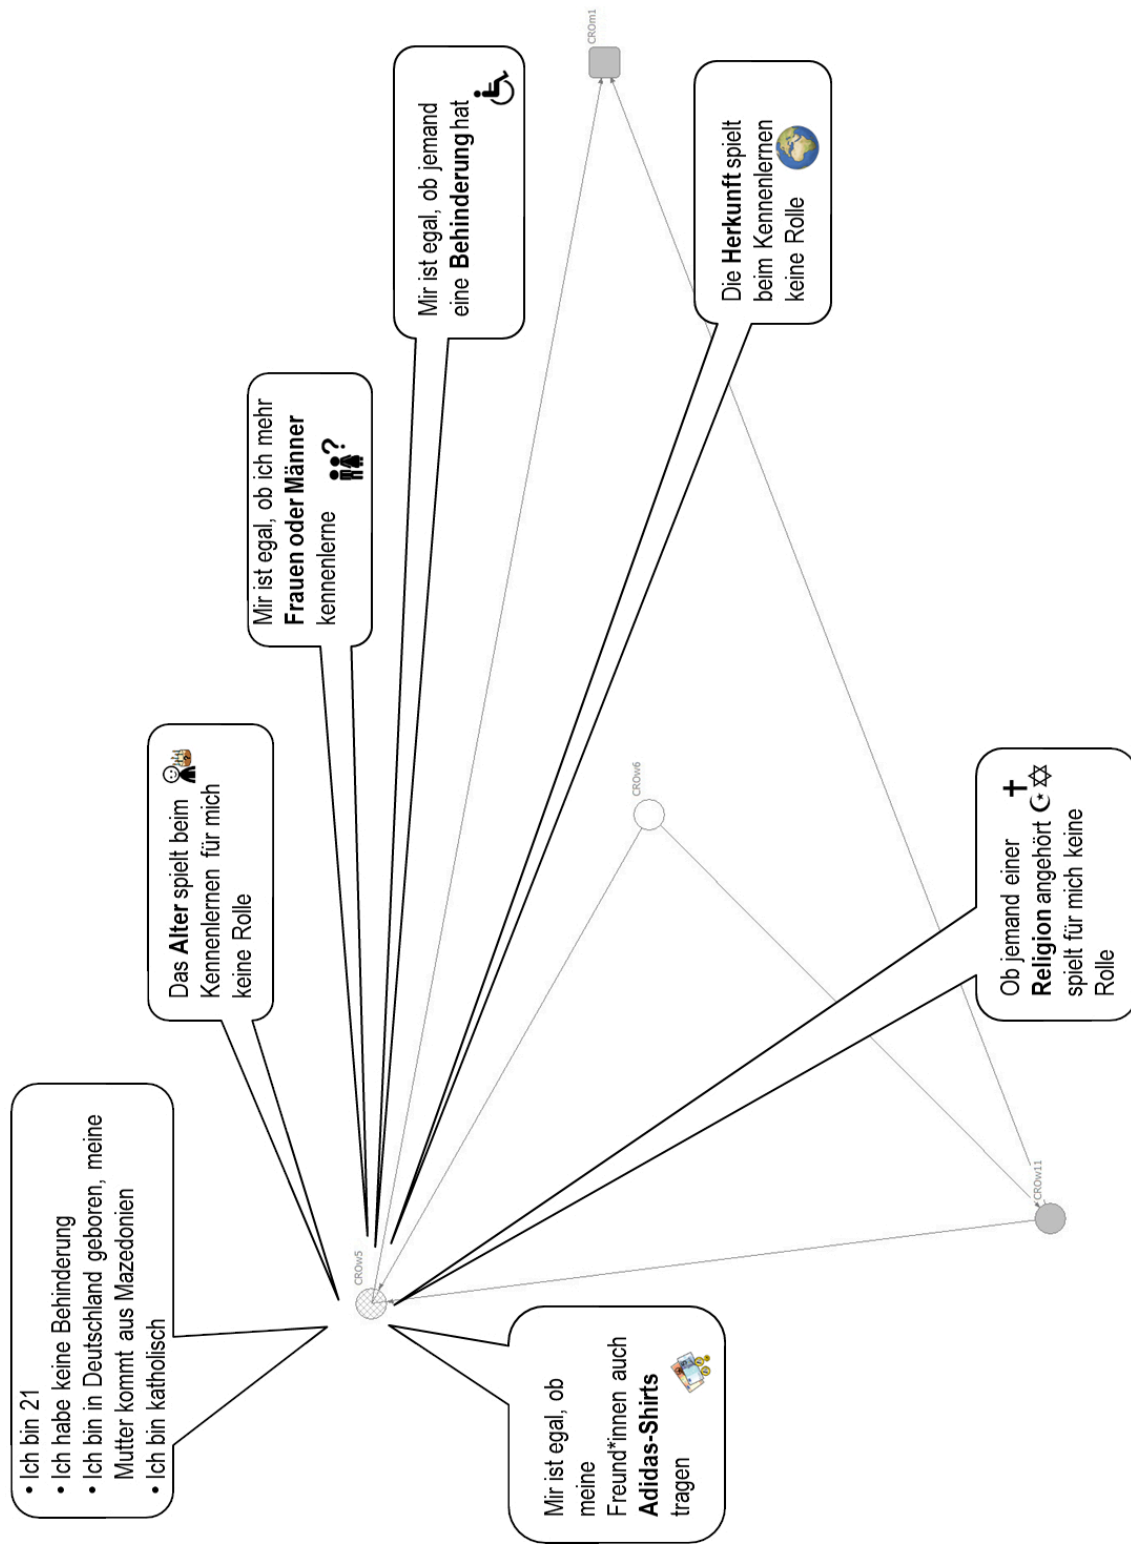 • Ich bin 21
• Ich habe keine Behinderung
• Ich bin in Deutschland geboren, meine
Mutter kommt aus Mazedonien
• Ich bin katholisch
Das Alter spielt beim
Kennenlernen für mich
keine Rolle
Mir ist egal, ob ich mehr
Frauen oder Männer
kennenlerne
?
Mir ist egal, ob jemand
eine Behinderung hat
CROw5
CROm1
CROw6
Die Herkunft spielt
beim Kennenlernen
keine Rolle
Mir ist egal, ob
meine
Freund*innen auch
Adidas-Shirts
tragen
CROw11
Ob jemand einer
Religion angehört
spielt für mich keine
Rolle